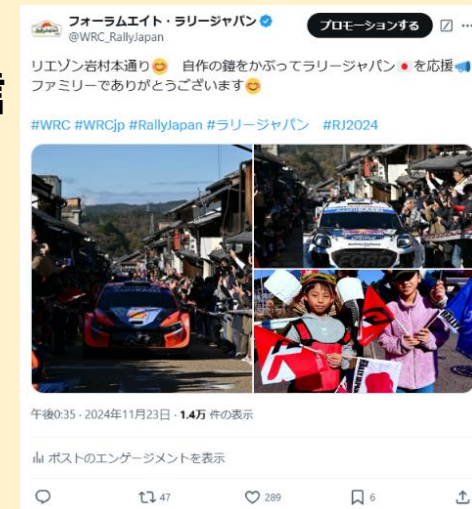 フォーラムエイト・ラリージャパン
@WRC_RallyJapan
プロモーションする
リエゾン岩村本通り😊 自作の鎧をかぶってラリージャパン🇯🇵を応援📣
ファミリーでありがとうございます😊
#WRC #WRCjp #RallyJapan #ラリージャパン #RJ2024
午後0:35 · 2024年11月23日 · 1.4万 件の表示
ポストのエンゲージメントを表示
47 289 6